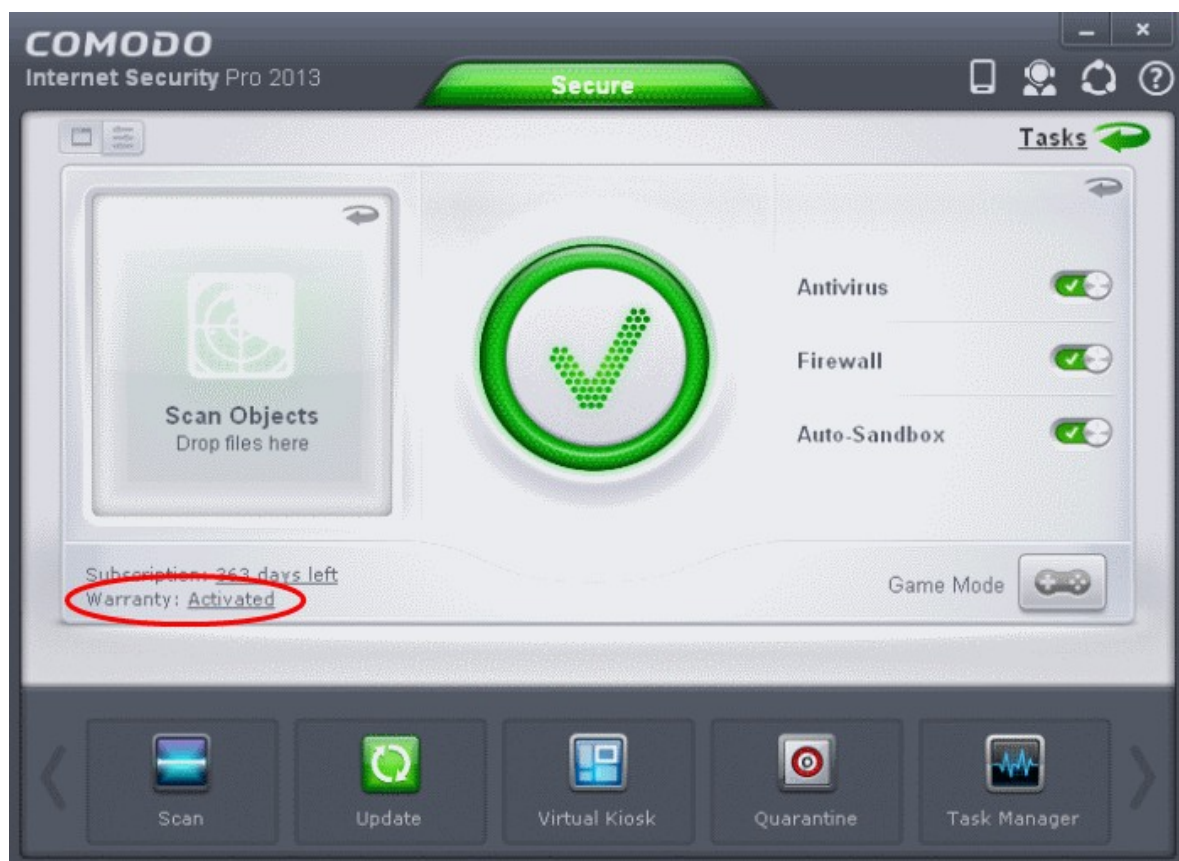 COMODO
Internet Security Pro 2013
Secure
Tasks
Scan Objects
Drop files here
Antivirus
Firewall
Auto-Sandbox
Subscription: 363 days left
Warranty: Activated
Game Mode
Scan
Update
Virtual Kiosk
Quarantine
Task Manager